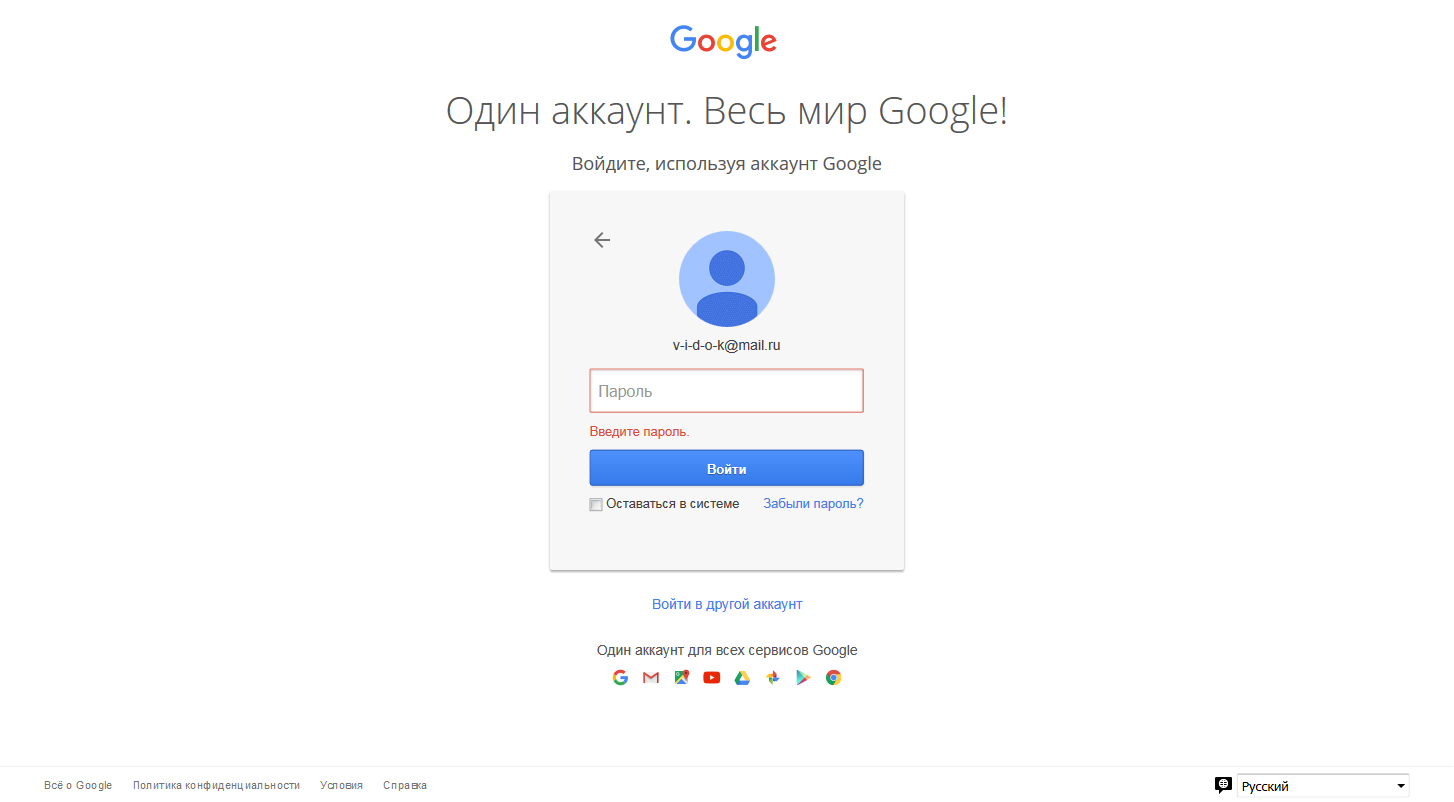 Google
Один аккаунт. Весь мир Google!
Войдите, используя аккаунт Google
v-i-d-o-k@mail.ru
Пароль
Введите пароль.
Войти
Оставаться в системе Забыли пароль?
Войти в другой аккаунт
Один аккаунт для всех сервисов Google
Всё о Google Политика конфиденциальности Условия Справка Русский